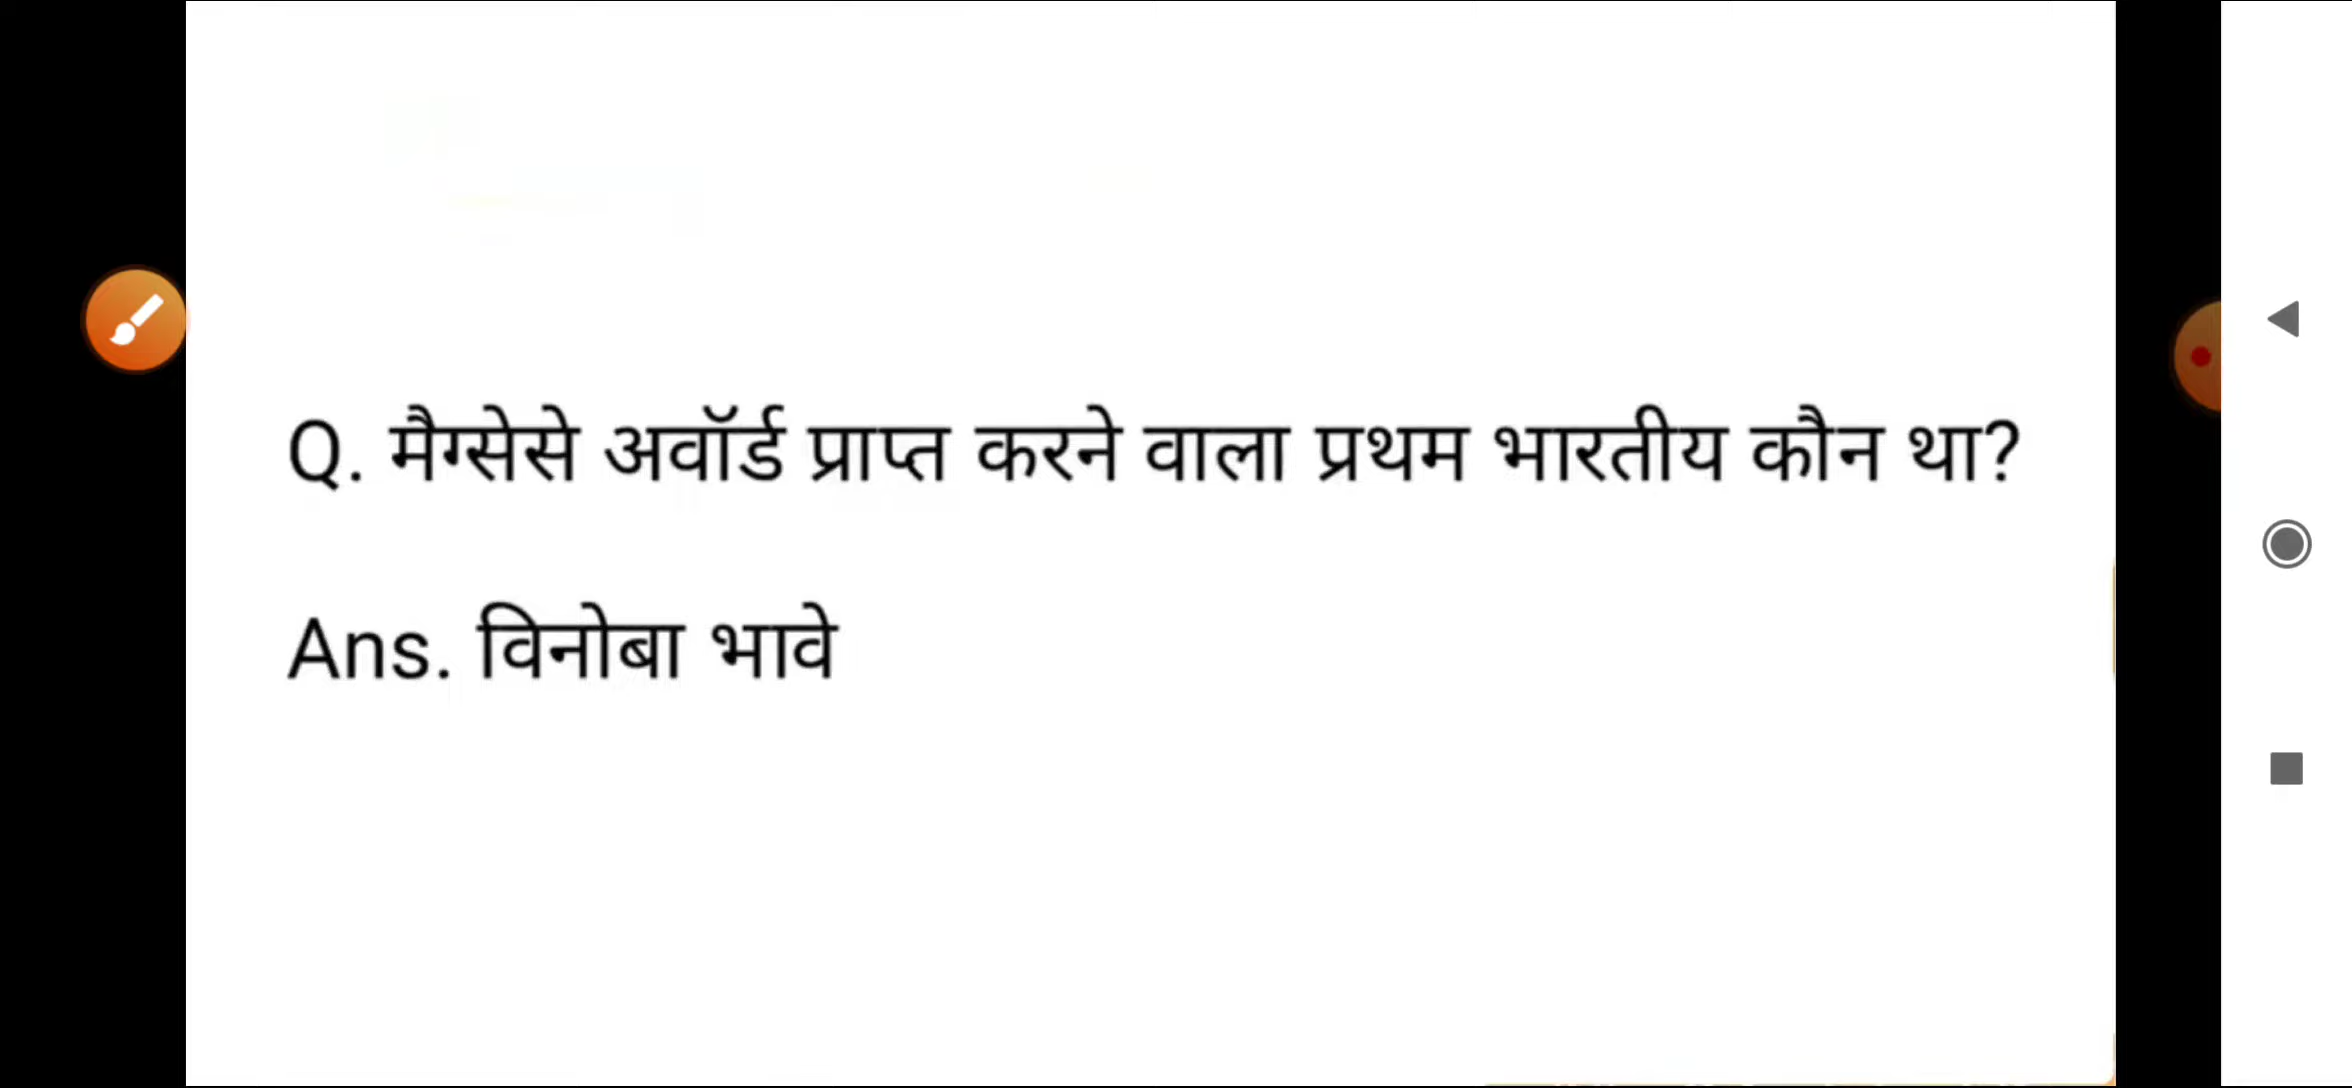 Q. मैग्सेसे अवॉर्ड प्राप्त करने वाला प्रथम भारतीय कौन था?
Ans. विनोबा भावे